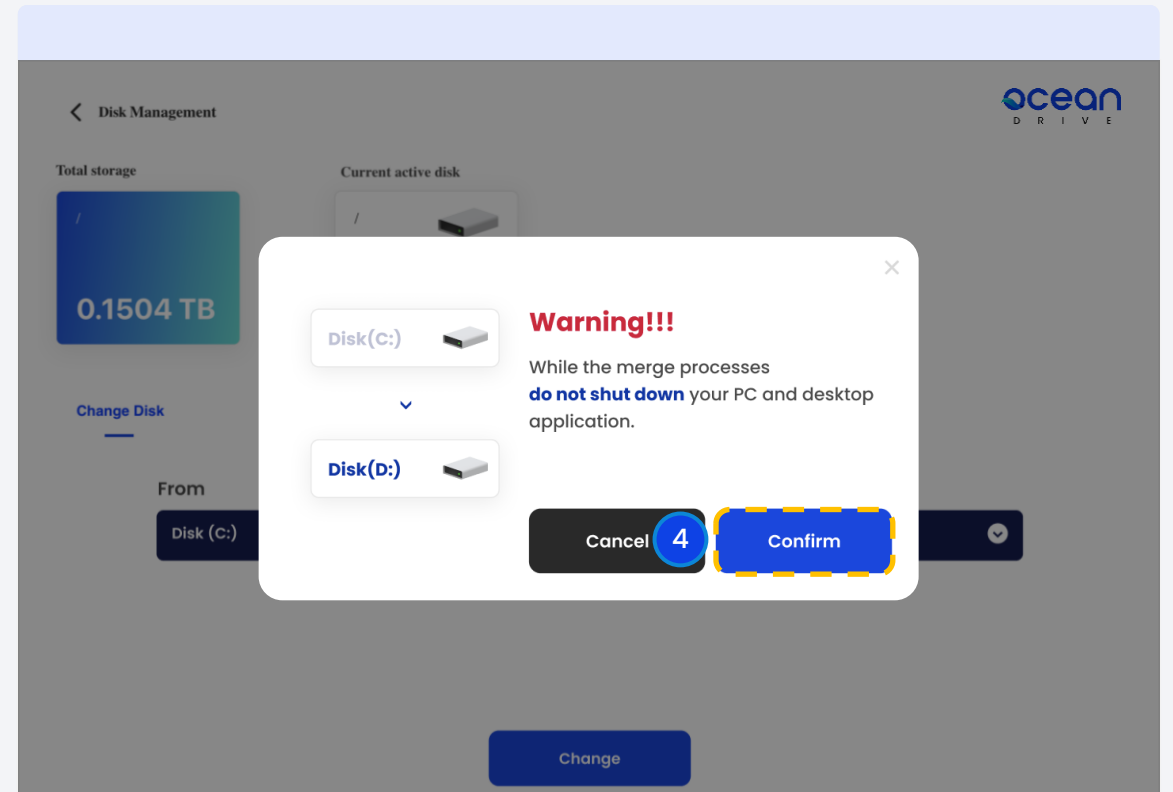 Disk Management
ocean
DRIVE
Total storage
Current active disk
/
/
0.1504 TB
Change Disk
From
Disk (C:)
Disk(C:)
Disk(D:)
Warning!!!
While the merge processes
do not shut down your PC and desktop
application.
Cancel
4
Confirm
Change